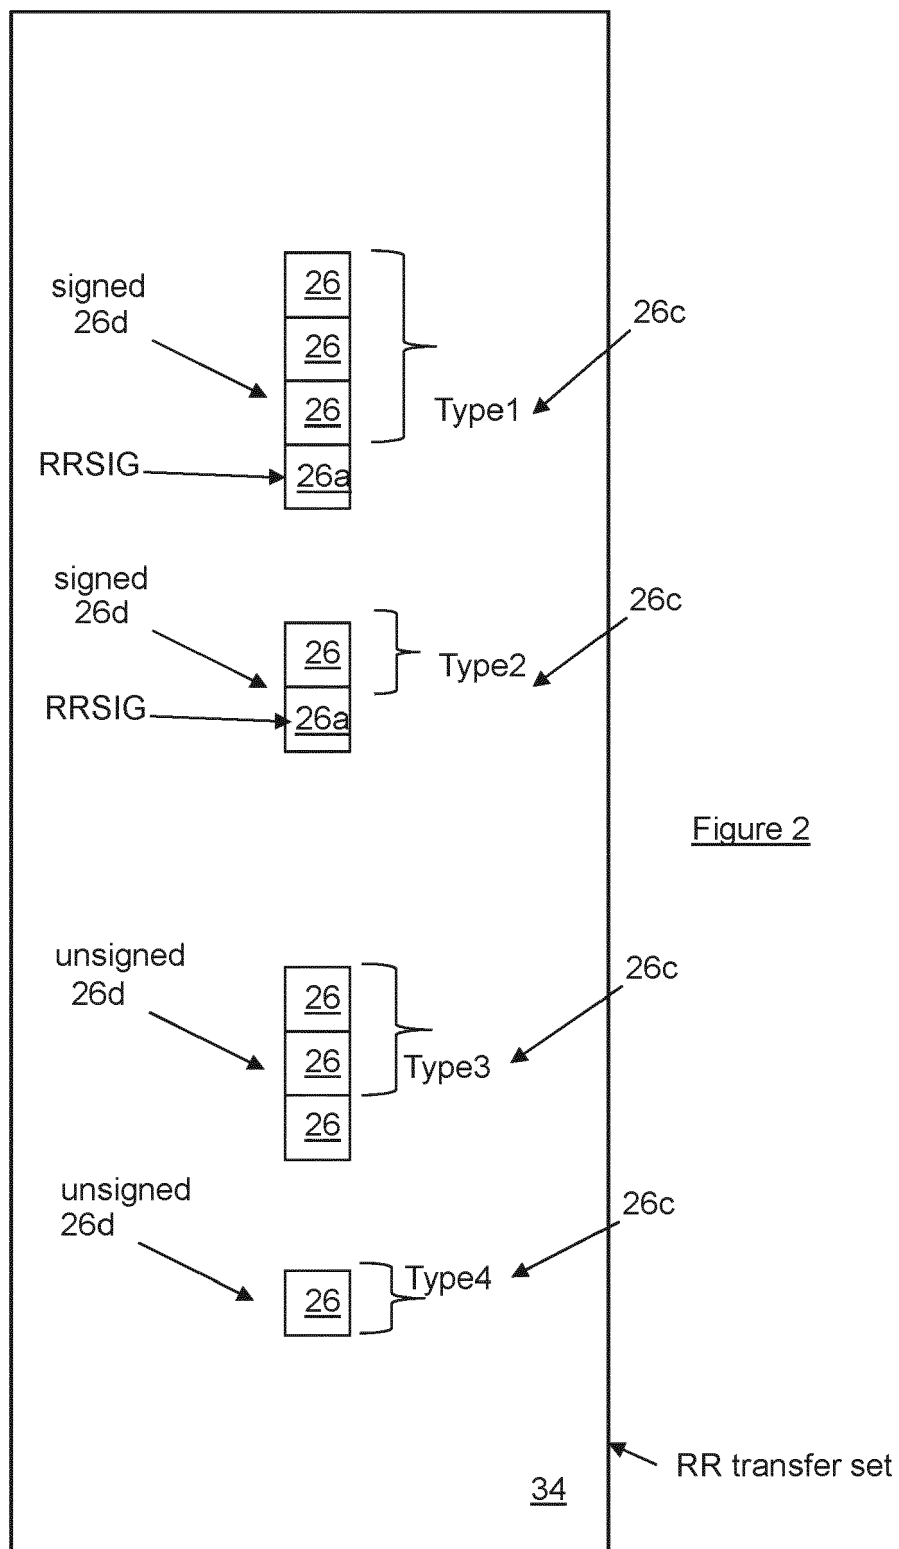 signed
26d
26
26
26
26a
RRSIG
Type1
26c
signed
26d
26
26a
RRSIG
Type2
26c
Figure 2
unsigned
26d
26
26
26
Type3
26c
unsigned
26d
26
Type4
26c
RR transfer set
34